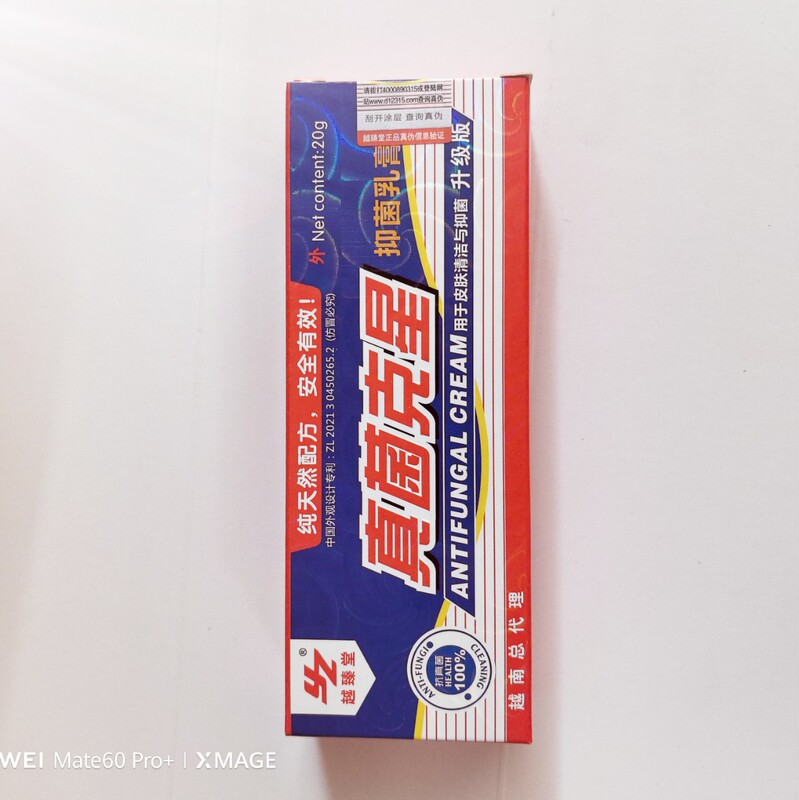 请拨打4000890315或登陆网
站www.d12315.com查询真伪
刮开涂层 查询真伪
越臻堂正品真伪信息验证
纯天然配方，安全有效！
外 Net content:20g
中国外观设计专利：ZL 2021 3 0450265.2 (仿冒必究)
抑菌乳膏
真菌克星
ANTIFUNGAL CREAM 用于皮肤清洁与抑菌 升级版
YZ®
越臻堂
ANTI-FUNGI
CLEANING
抗真菌
HEALTH
100%
越南总代理
WEI Mate60 Pro+ | XMAGE